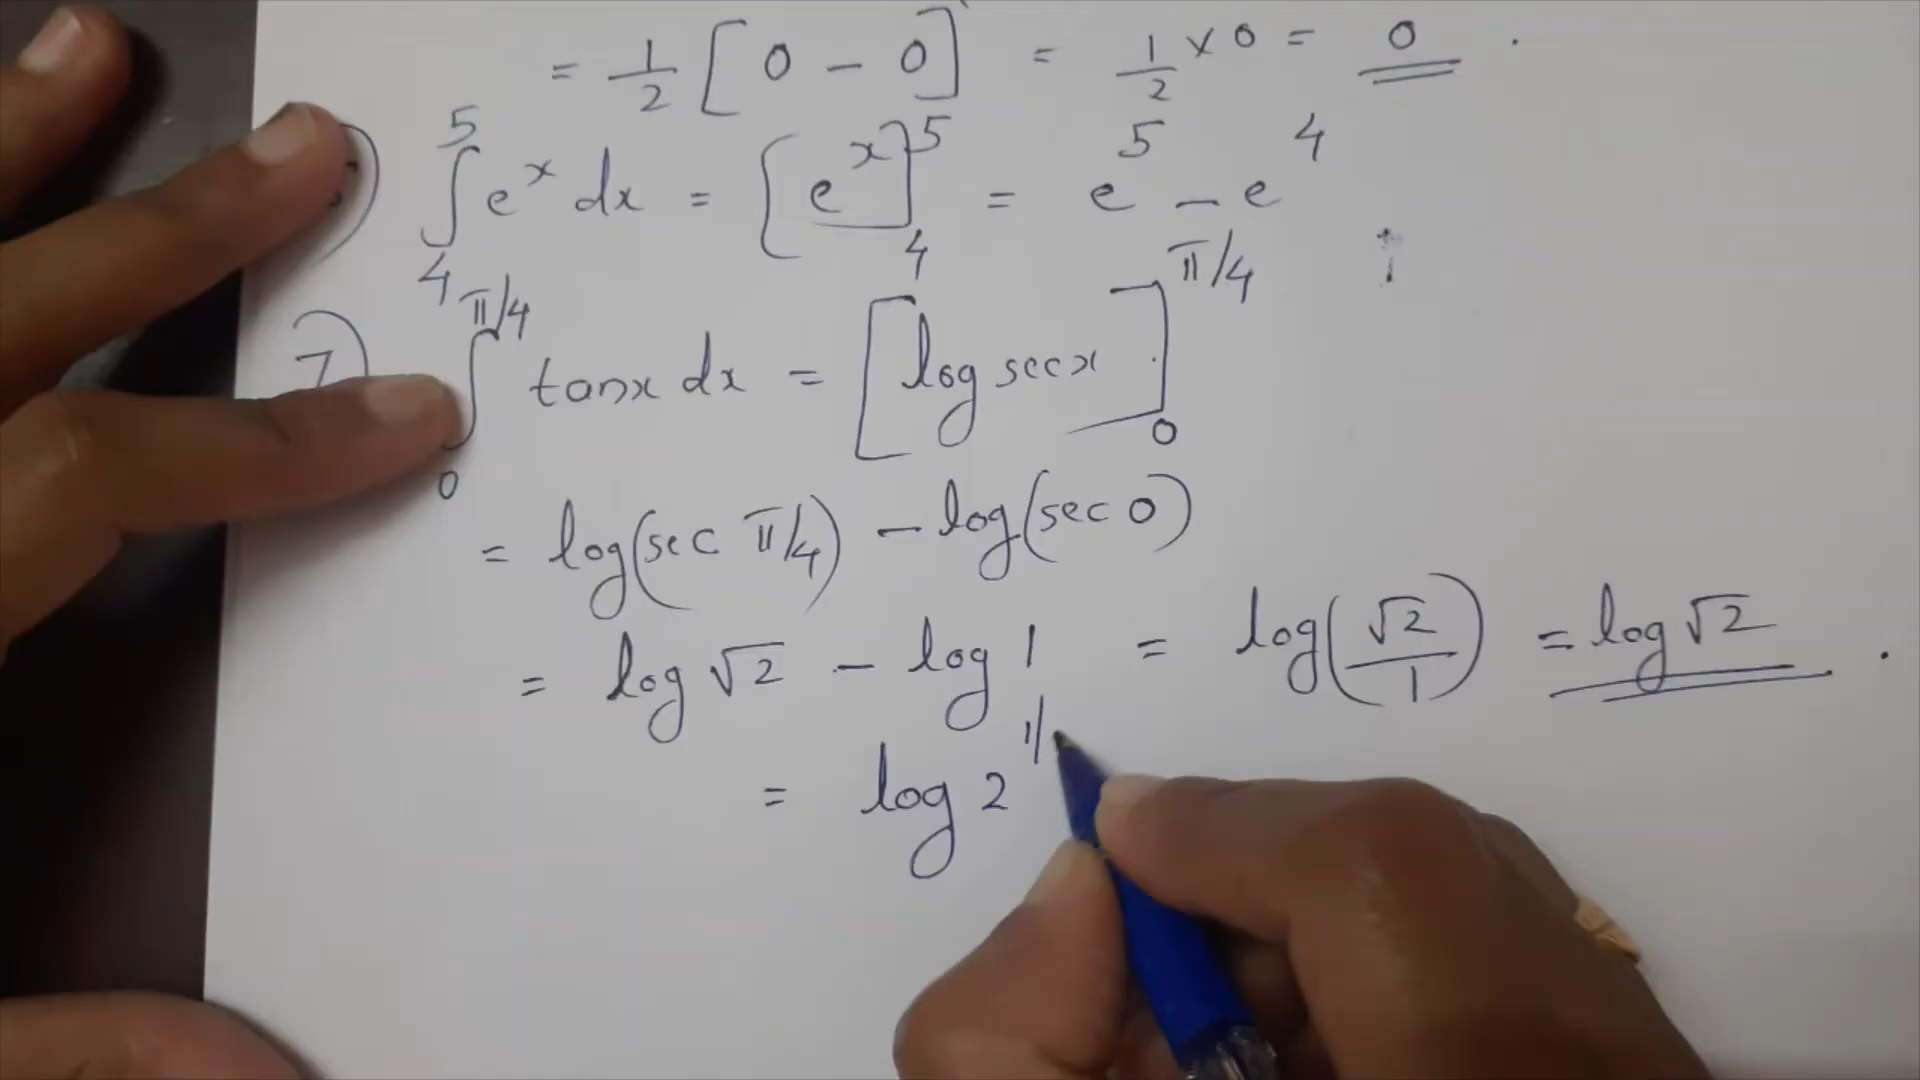 = 1/2 [0 - 0] = 1/2 × 0 = 0 .
∫₄⁵ eˣ dx = [eˣ]₄⁵ = e⁵ - e⁴
7) ∫₀^π/4 tanx dx = [log secx]₀^π/4
= log(sec π/4) - log(sec 0)
= log √2 - log 1 = log(√2/1) = log √2 .
= log 2^1/